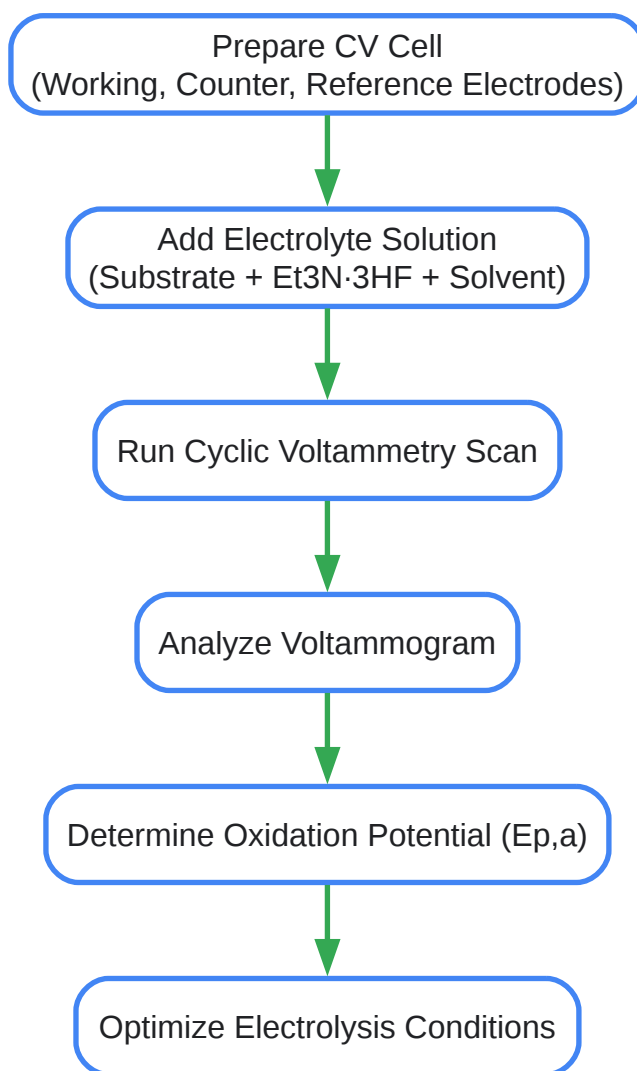 Prepare CV Cell
(Working, Counter, Reference Electrodes)
Add Electrolyte Solution
(Substrate + Et3N·3HF + Solvent)
Run Cyclic Voltammetry Scan
Analyze Voltammogram
Determine Oxidation Potential (Ep,a)
Optimize Electrolysis Conditions